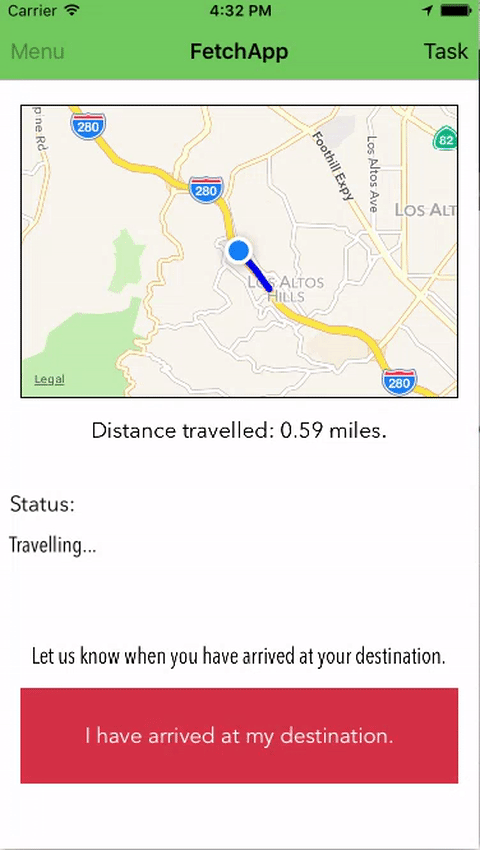 Carrier 4:32 PM
Menu FetchApp Task
280
82
Foothill Expy
Los Altos Ave
280
LOS ALT
LOS ALTOS
HILLS
280
Legal
Distance travelled: 0.59 miles.
Status:
Travelling...
Let us know when you have arrived at your destination.
I have arrived at my destination.